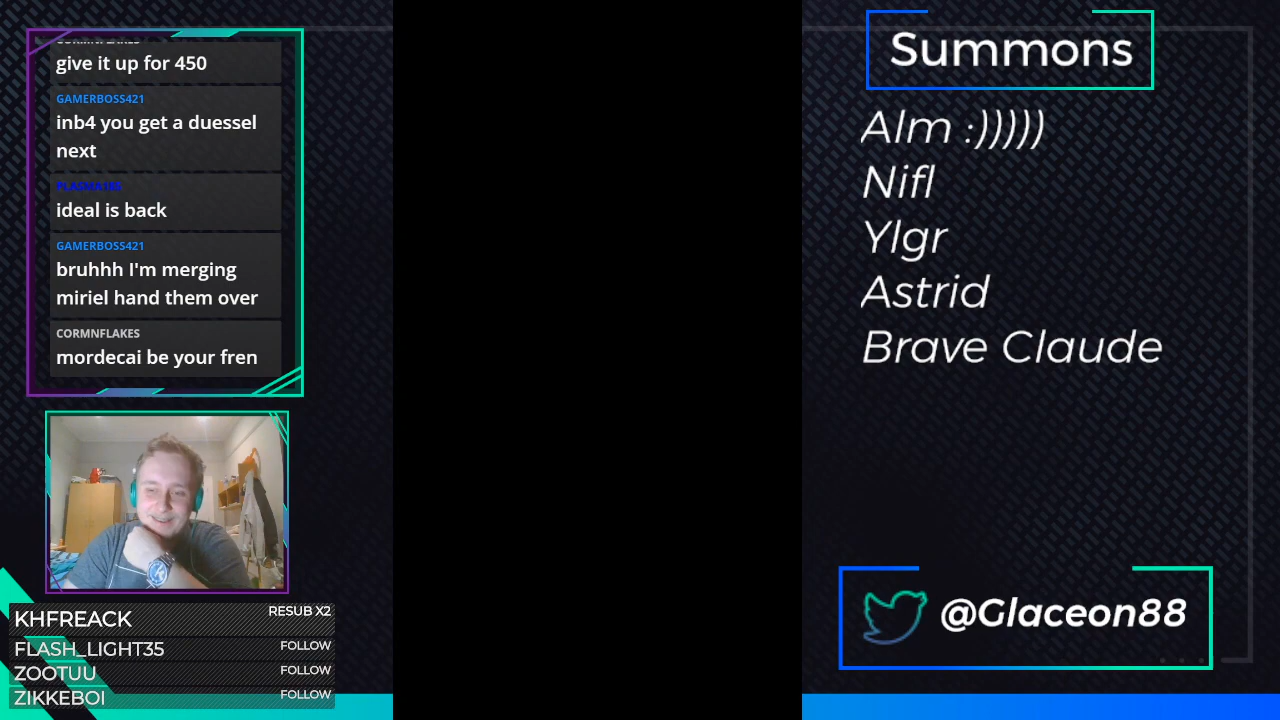 CORMNFLAKES
give it up for 450
GAMERBOSS421
inb4 you get a duessel
next
PLASMA185
ideal is back
GAMERBOSS421
bruhhh I'm merging
miriel hand them over
CORMNFLAKES
mordecai be your fren
KHFREACK RESUB X2
FLASH_LIGHT35 FOLLOW
ZOOTUU FOLLOW
ZIKKEBOI FOLLOW
Summons
Alm :)))))
Nifl
Ylgr
Astrid
Brave Claude
@Glaceon88